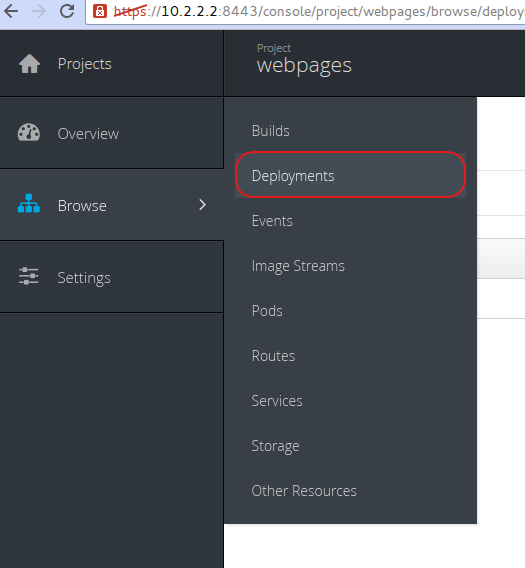 https://10.2.2.2:8443/console/project/webpages/browse/deploy
Projects
Project
webpages
Overview
Browse
Settings
Builds
Deployments
Events
Image Streams
Pods
Routes
Services
Storage
Other Resources